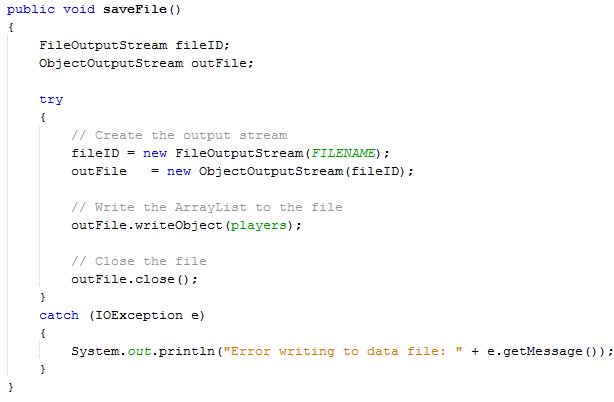 public void saveFile()
{
    FileOutputStream fileID;
    ObjectOutputStream outFile;

    try
    {
        // Create the output stream
        fileID = new FileOutputStream(FILENAME);
        outFile   = new ObjectOutputStream(fileID);

        // Write the ArrayList to the file
        outFile.writeObject(players);

        // Close the file
        outFile.close();
    }
    catch (IOException e)
    {
        System.out.println("Error writing to data file: " + e.getMessage());
    }
}